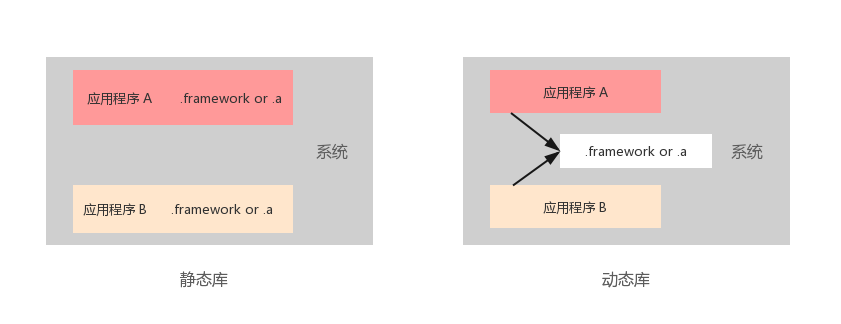 应用程序 A .framework or .a
系统
应用程序 B .framework or .a
静态库
应用程序 A
.framework or .a
系统
应用程序 B
动态库